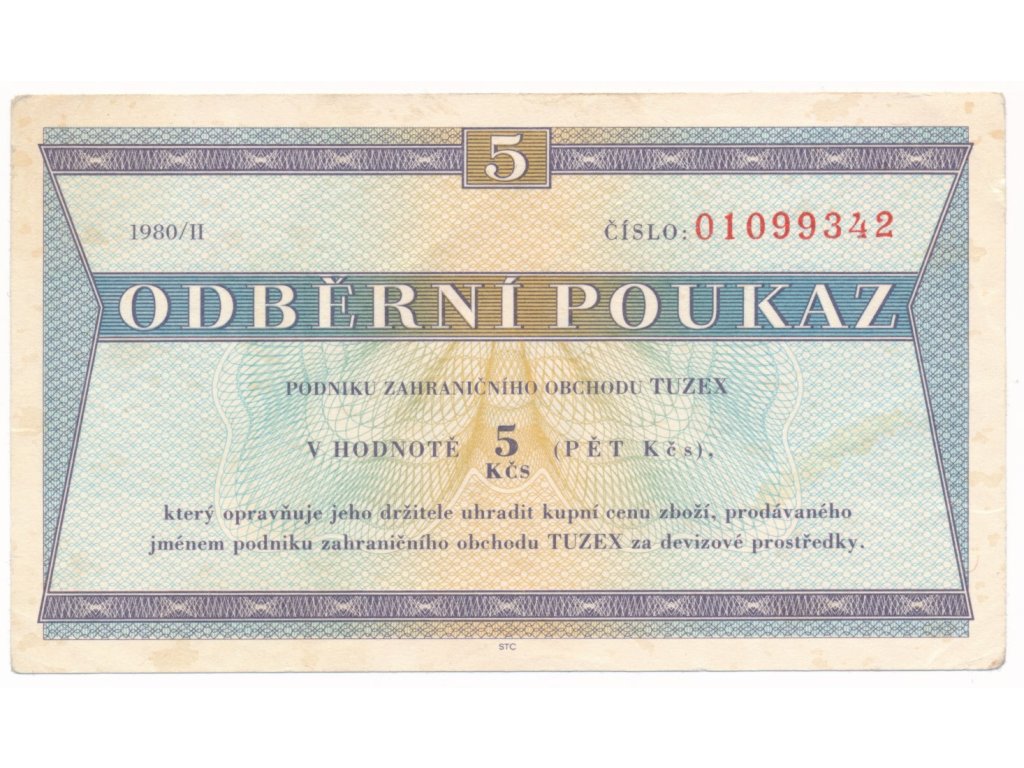 5
1980/II
ČÍSLO: 01099342
ODBĚRNÍ POUKAZ
PODNIKU ZAHRANIČNÍHO OBCHODU TUZEX
V HODNOTĚ 5 KČS (PĚT Kčs),
který opravňuje jeho držitele uhradit kupní cenu zboží, prodávaného
jménem podniku zahraničního obchodu TUZEX za devizové prostředky.
STC